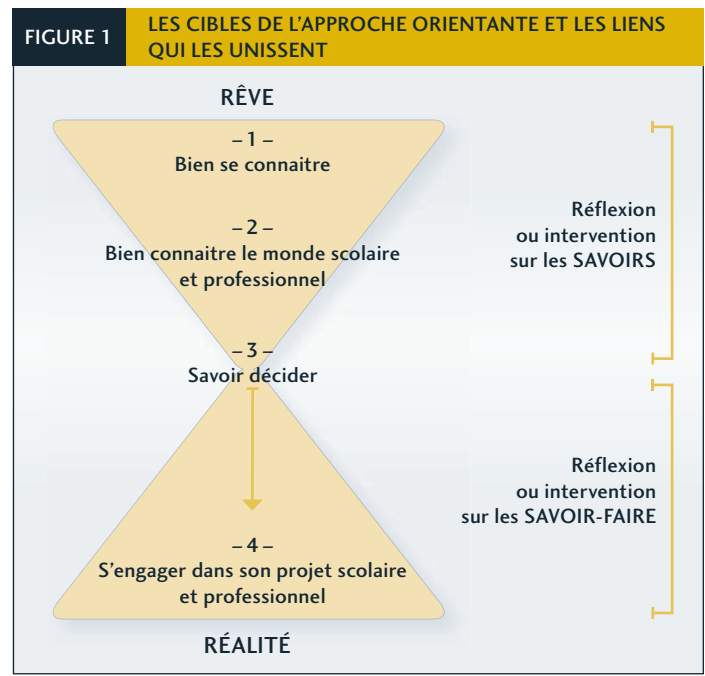 FIGURE 1
LES CIBLES DE L'APPROCHE ORIENTANTE ET LES LIENS
QUI LES UNISSENT
RÊVE
– 1 –
Bien se connaitre
– 2 –
Bien connaitre le monde scolaire
et professionnel
Réflexion
ou intervention
sur les SAVOIRS
– 3 –
Savoir décider
Réflexion
ou intervention
sur les SAVOIR-FAIRE
– 4 –
S'engager dans son projet scolaire
et professionnel
RÉALITÉ